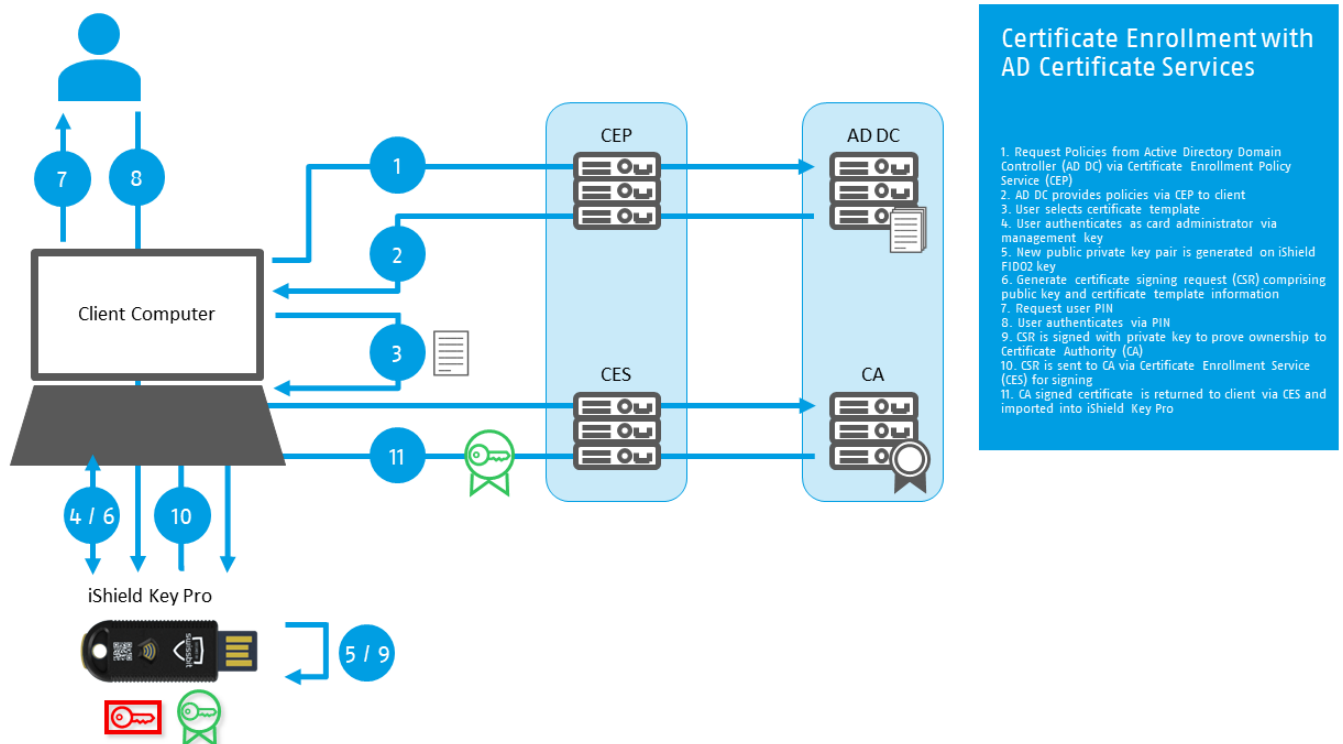 Certificate Enrollment with
AD Certificate Services
1. Request Policies from Active Directory Domain
Controller (AD DC) via Certificate Enrollment Policy
Service (CEP)
2. AD DC provides policies via CEP to client
3. User selects certificate template
4. User authenticates as card administrator via
management key
5. New public private key pair is generated on iShield
FIDO2 key
6. Generate certificate signing request (CSR) comprising
public key and certificate template information
7. Request user PIN
8. User authenticates via PIN
9. CSR is signed with private key to prove ownership to
Certificate Authority (CA)
10. CSR is sent to CA via Certificate Enrollment Service
(CES) for signing
11. CA signed certificate is returned to client via CES and
imported into iShield Key Pro
CEP
AD DC
1
7
8
2
Client Computer
3
CES
CA
11
4 / 6
10
iShield Key Pro
swissbit
5 / 9